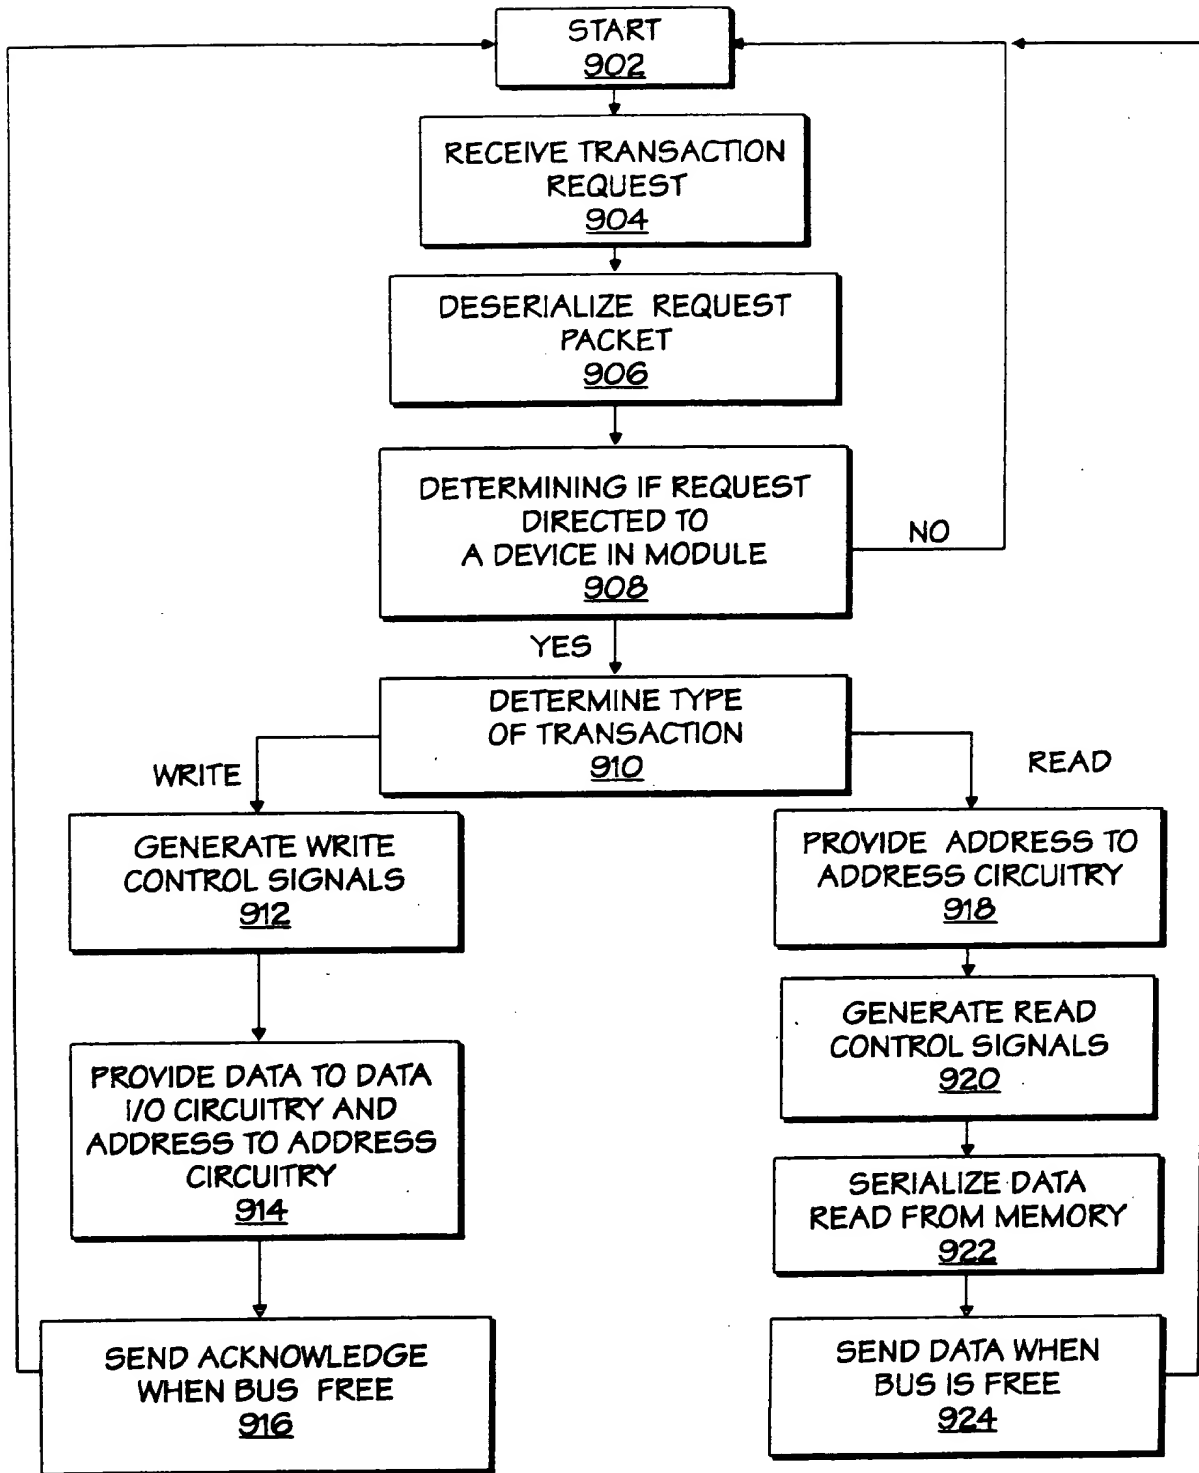 START
902
RECEIVE TRANSACTION
REQUEST
904
DESERIALIZE REQUEST
PACKET
906
DETERMINING IF REQUEST
DIRECTED TO
A DEVICE IN MODULE
908
NO
YES
DETERMINE TYPE
OF TRANSACTION
910
WRITE
READ
GENERATE WRITE
CONTROL SIGNALS
912
PROVIDE DATA TO DATA
I/O CIRCUITRY AND
ADDRESS TO ADDRESS
CIRCUITRY
914
SEND ACKNOWLEDGE
WHEN BUS FREE
916
PROVIDE ADDRESS TO
ADDRESS CIRCUITRY
918
GENERATE READ
CONTROL SIGNALS
920
SERIALIZE DATA
READ FROM MEMORY
922
SEND DATA WHEN
BUS IS FREE
924